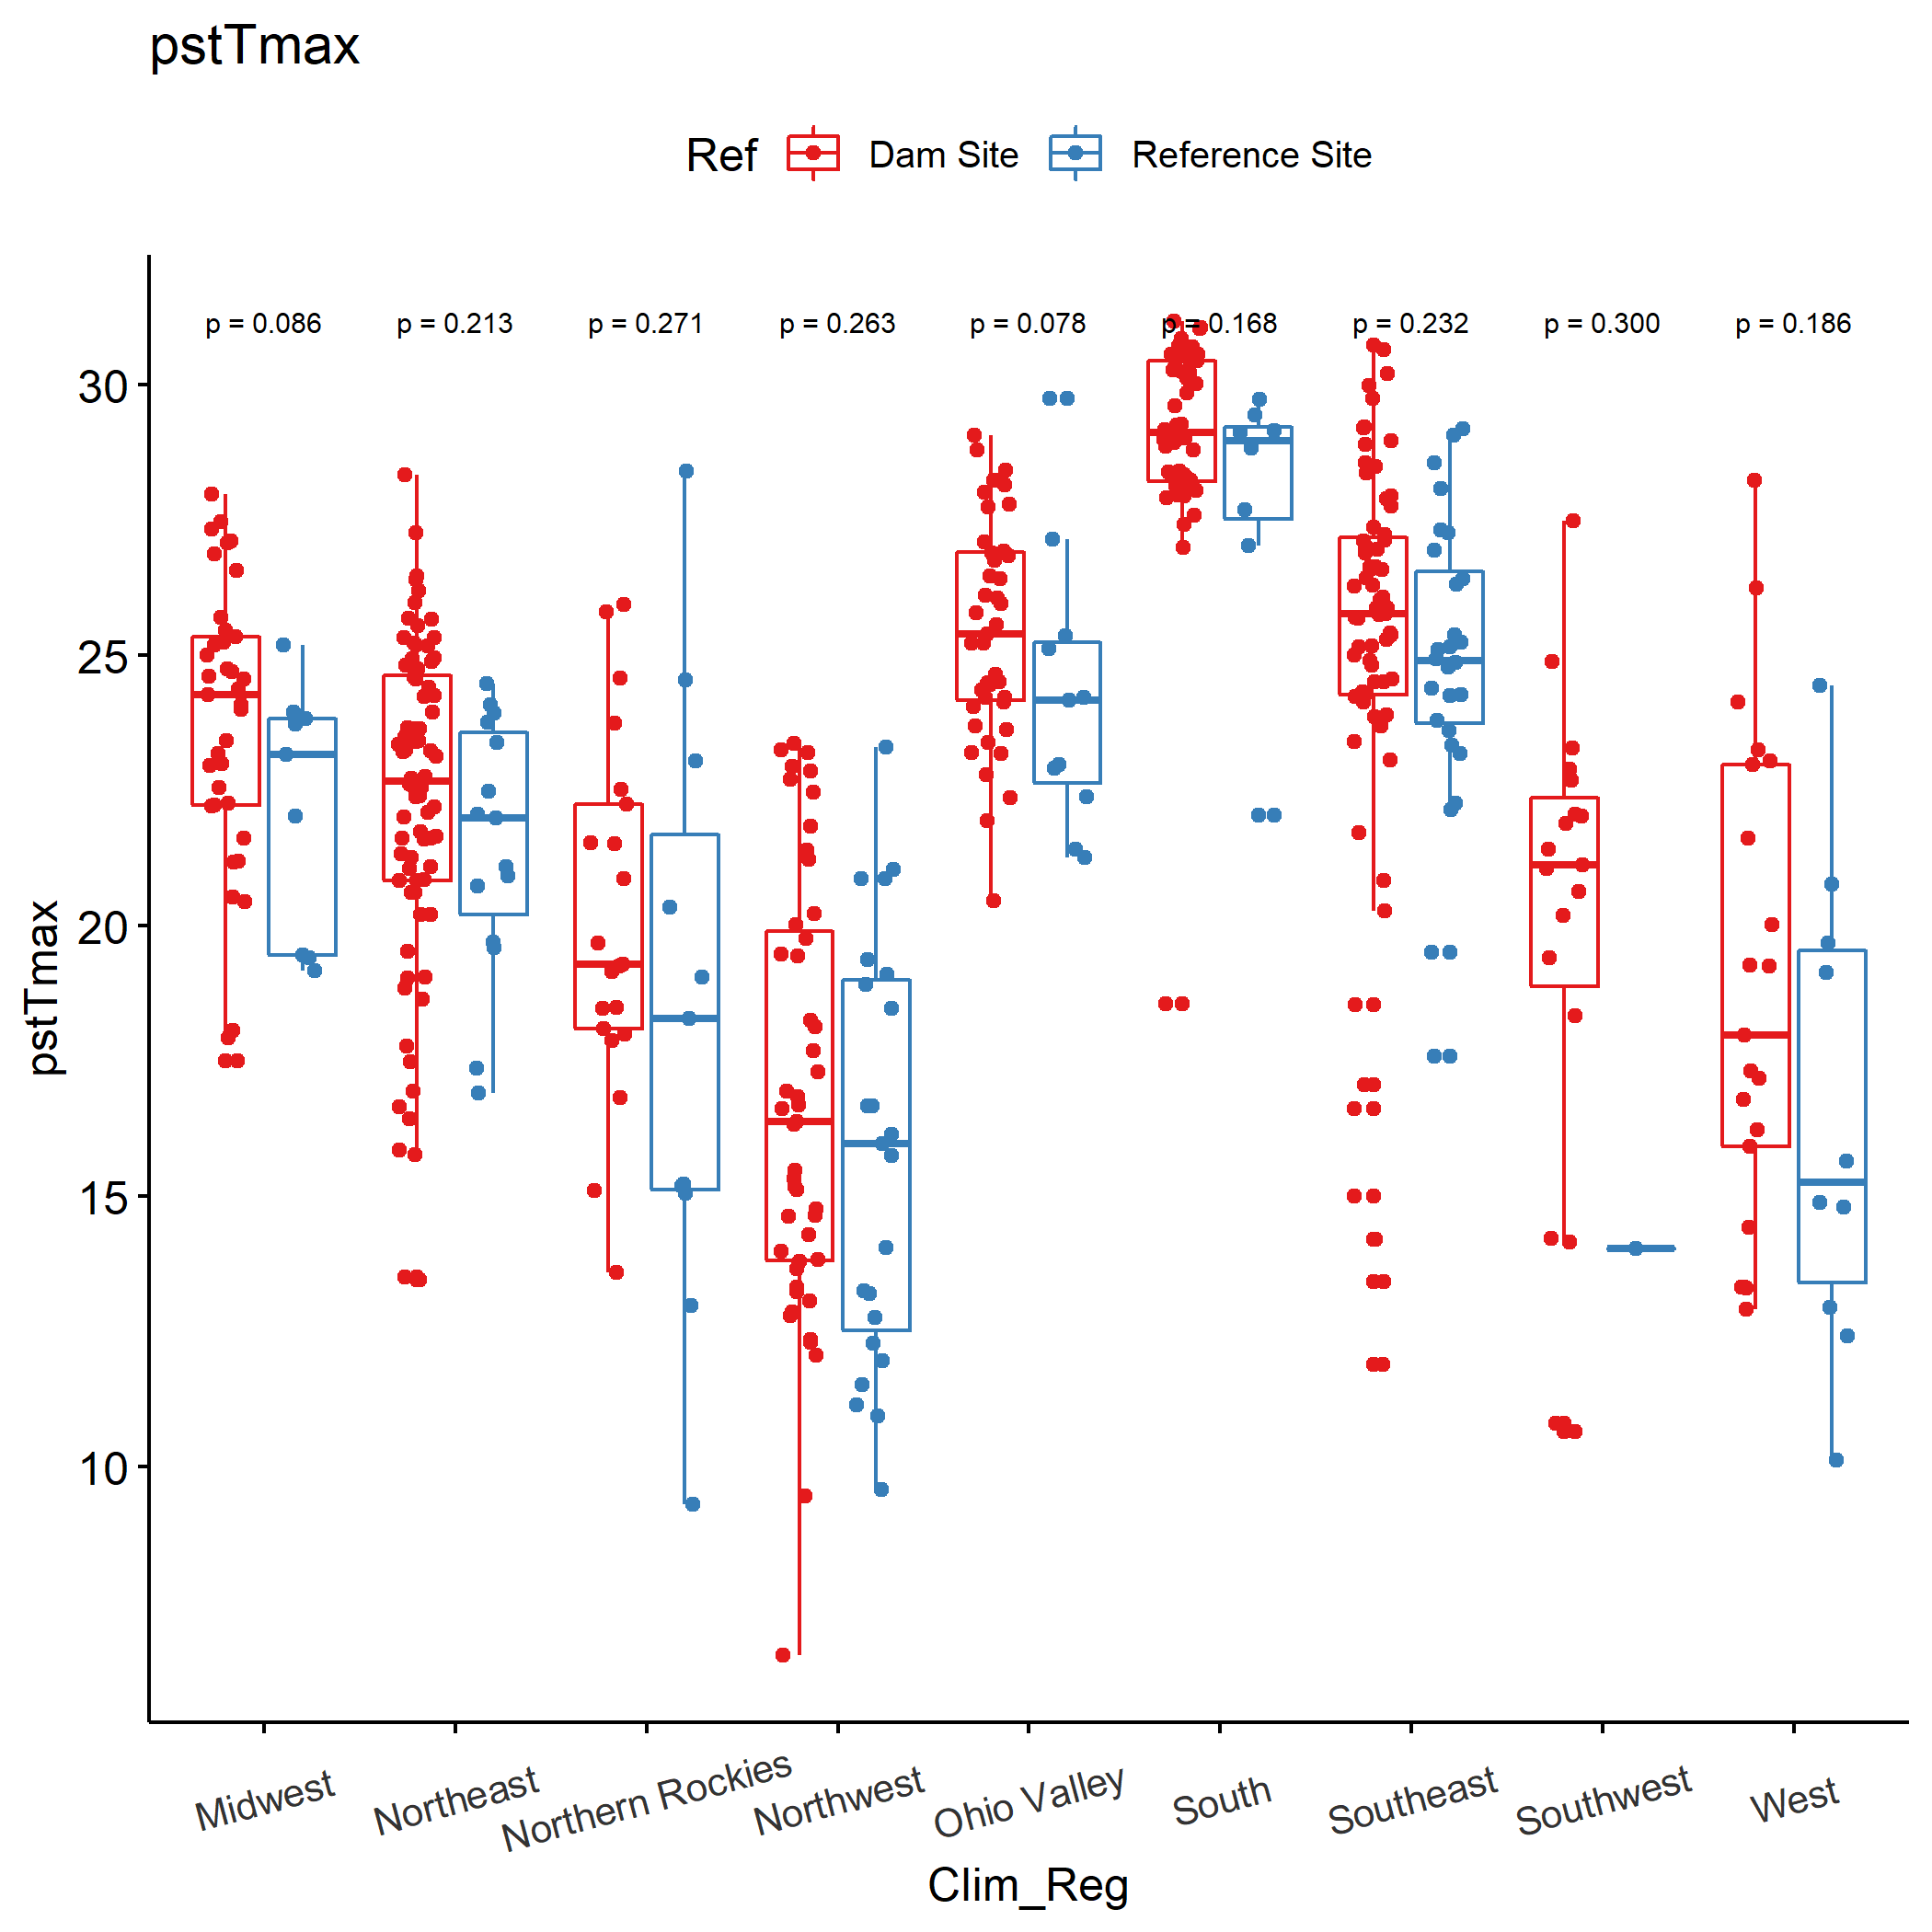 pstTmax
Ref Dam Site Reference Site
p = 0.086 p = 0.213 p = 0.271 p = 0.263 p = 0.078 p = 0.168 p = 0.232 p = 0.300 p = 0.186
30
25
20
15
10
pstTmax
Midwest Northeast Northern Rockies Northwest Ohio Valley South Southeast Southwest West
Clim_Reg